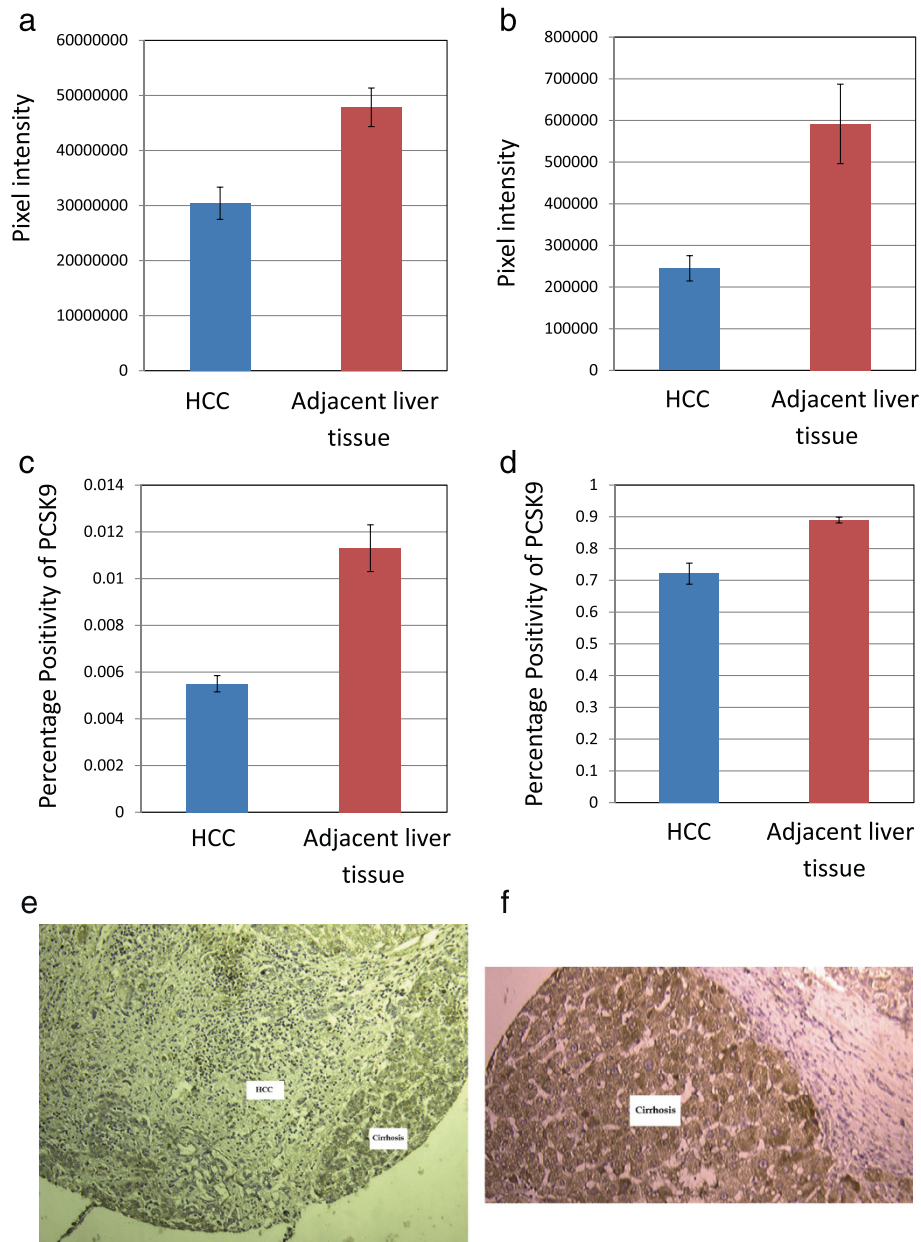 a
60000000
50000000
40000000
30000000
20000000
10000000
0
Pixel intensity
HCC
Adjacent liver
tissue
b
800000
700000
600000
500000
400000
300000
200000
100000
0
Pixel intensity
HCC
Adjacent liver
tissue
c
0.014
0.012
0.01
0.008
0.006
0.004
0.002
0
Percentage Positivity of PCSK9
HCC
Adjacent liver
tissue
d
1
0.9
0.8
0.7
0.6
0.5
0.4
0.3
0.2
0.1
0
Percentage Positivity of PCSK9
HCC
Adjacent liver
tissue
e
HCC
Cirrhosis
f
Cirrhosis